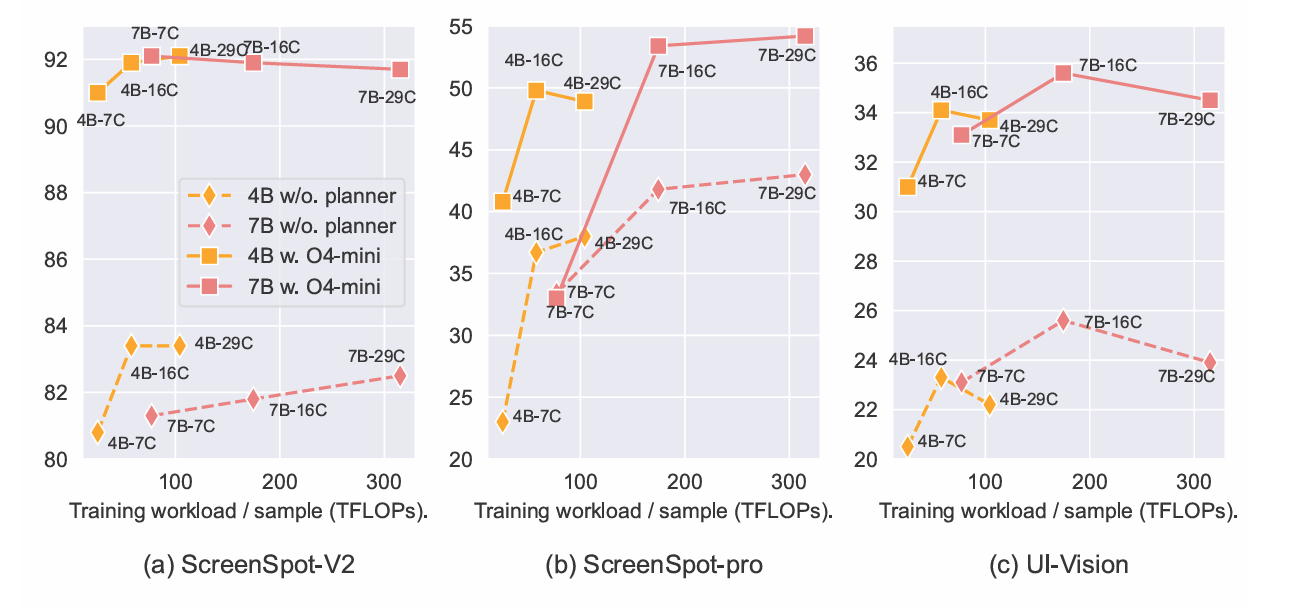 92
90
88
86
84
82
80
7B-7C
4B-29C
7B-16C
4B-16C
4B-7C
7B-29C
4B w/o. planner
7B w/o. planner
4B w. O4-mini
7B w. O4-mini
4B-29C
7B-29C
4B-16C
7B-16C
7B-7C
4B-7C
100 200 300
Training workload / sample (TFLOPs).
(a) ScreenSpot-V2
55
50
45
40
35
30
25
20
4B-16C
7B-29C
7B-16C
4B-29C
4B-7C
7B-29C
7B-16C
4B-16C
4B-29C
7B-7C
7B-7C
4B-7C
100 200 300
Training workload / sample (TFLOPs).
(b) ScreenSpot-pro
36
34
32
30
28
26
24
22
20
7B-16C
4B-16C
7B-29C
4B-29C
7B-7C
4B-7C
7B-16C
4B-16C
7B-7C
7B-29C
4B-29C
4B-7C
100 200 300
Training workload / sample (TFLOPs).
(c) UI-Vision